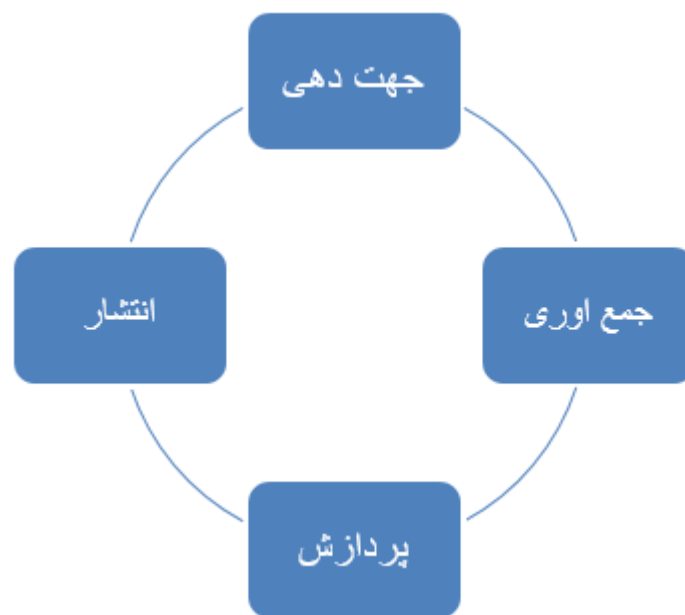 جهت دهی
جمع اوری
پردازش
انتشار